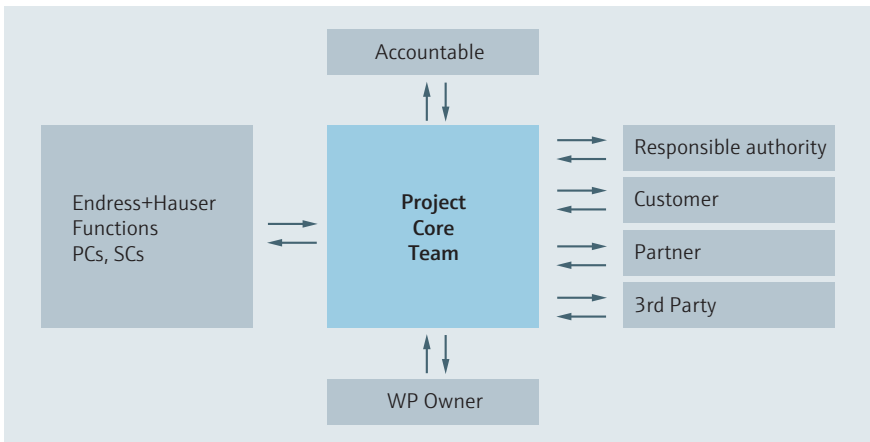 Accountable
Endress+Hauser
Functions
PCs, SCs
Project
Core
Team
Responsible authority
Customer
Partner
3rd Party
WP Owner